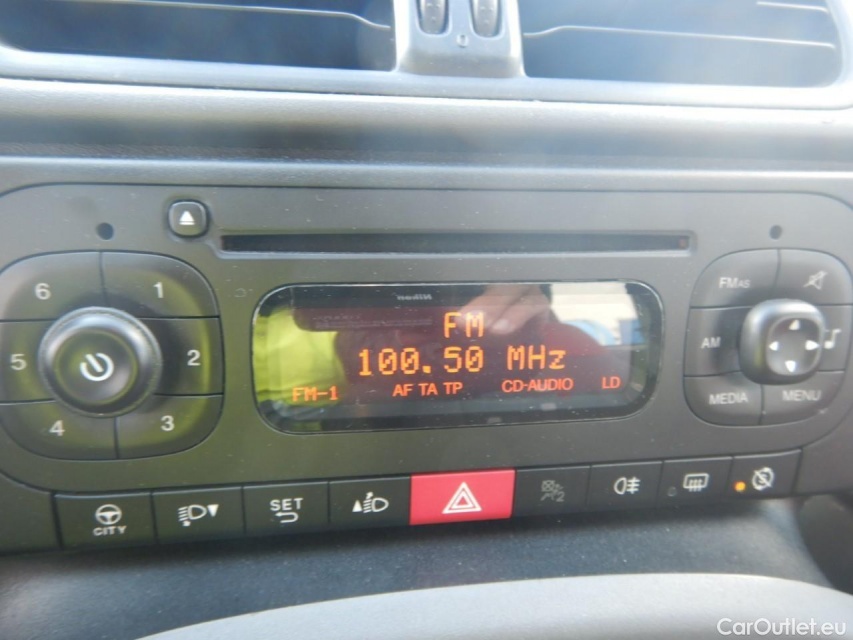 6 1
5 2
4 3
Nikon
FM
100.50 MHz
FM-1 AF TA TP CD-AUDIO LD
FMAS
AM
MEDIA MENU
CITY
SET
CarOutlet.eu